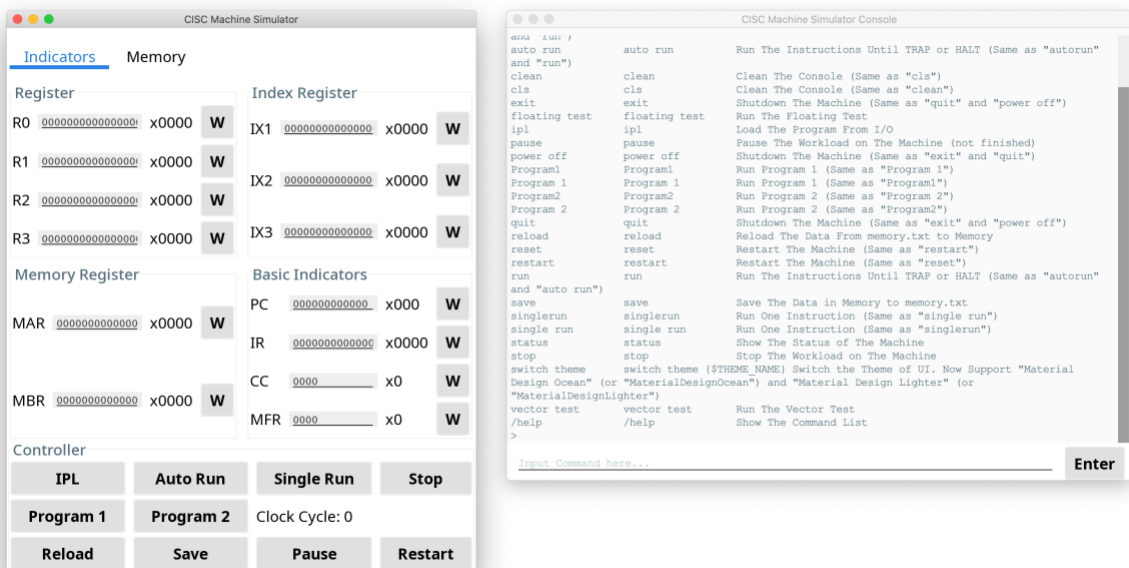 CISC Machine Simulator
Indicators Memory
Register
R0 000000000000000 x0000 W
R1 000000000000000 x0000 W
R2 000000000000000 x0000 W
R3 000000000000000 x0000 W
Index Register
IX1 00000000000000 x0000 W
IX2 00000000000000 x0000 W
IX3 00000000000000 x0000 W
Memory Register
MAR 0000000000000 x0000 W
MBR 0000000000000 x0000 W
Basic Indicators
PC 000000000000 x000 W
IR 0000000000000 x0000 W
CC 0000 x0 W
MFR 0000 x0 W
Controller
IPL Auto Run Single Run Stop
Program 1 Program 2 Clock Cycle: 0
Reload Save Pause Restart
CISC Machine Simulator Console
and "run")
auto run auto run Run The Instructions Until TRAP or HALT (Same as "autorun"
and "run")
clean clean Clean The Console (Same as "cls")
cls cls Clean The Console (Same as "clean")
exit exit Shutdown The Machine (Same as "quit" and "power off")
floating test floating test Run The Floating Test
ipl ipl Load The Program From I/O
pause pause Pause The Workload on The Machine (not finished)
power off power off Shutdown The Machine (Same as "exit" and "quit")
Program1 Program1 Run Program 1 (Same as "Program 1")
Program 1 Program 1 Run Program 1 (Same as "Program1")
Program2 Program2 Run Program 2 (Same as "Program 2")
Program 2 Program 2 Run Program 2 (Same as "Program2")
quit quit Shutdown The Machine (Same as "exit" and "power off")
reload reload Reload The Data From memory.txt to Memory
reset reset Restart The Machine (Same as "restart")
restart restart Restart The Machine (Same as "reset")
run run Run The Instructions Until TRAP or HALT (Same as "autorun"
and "auto run")
save save Save The Data in Memory to memory.txt
singlerun singlerun Run One Instruction (Same as "single run")
single run single run Run One Instruction (Same as "singlerun")
status status Show The Status of The Machine
stop stop Stop The Workload on The Machine
switch theme switch theme {$THEME_NAME} Switch the Theme of UI. Now Support "Material
Design Ocean" (or "MaterialDesignOcean") and "Material Design Lighter" (or
"MaterialDesignLighter")
vector test vector test Run The Vector Test
/help /help Show The Command List
>
Input Command here... Enter